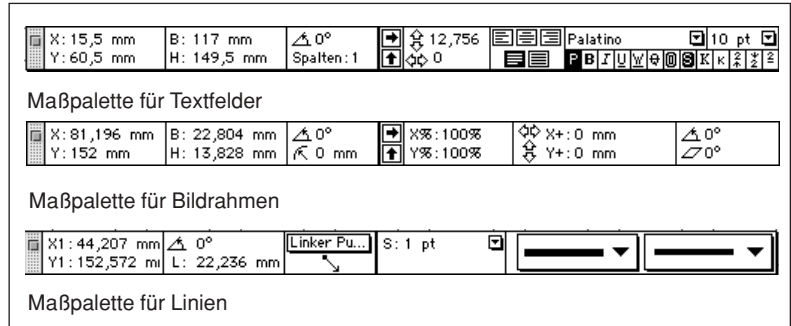 X:15,5 mm B: 117 mm 0° 12,756 Palatino 10 pt
Y:60,5 mm H: 149,5 mm Spalten:1 0 P B I U W O O S K K 2 2 2
Maßpalette für Textfelder
X:81,196 mm B: 22,804 mm 0° X%:100% X+:0 mm 0°
Y:152 mm H: 13,828 mm 0 mm Y%:100% Y+:0 mm 0°
Maßpalette für Bildrahmen
X1:44,207 mm 0° Linker Pu... S: 1 pt
Y1:152,572 m L: 22,236 mm
Maßpalette für Linien